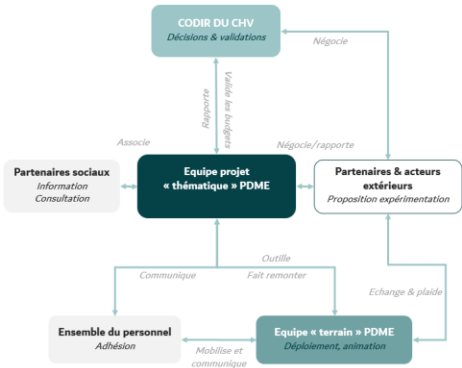 CODIR DU CHV
Décisions & validations
Négocie
Rapporte
Valide les budgets
Associe
Négocie/rapporte
Partenaires sociaux
Information
Consultation
Equipe projet
« thématique » PDME
Partenaires & acteurs
extérieurs
Proposition expérimentation
Outille
Communique
Fait remonter
Echange & plaide
Ensemble du personnel
Adhésion
Mobilise et
communique
Equipe « terrain » PDME
Déploiement, animation